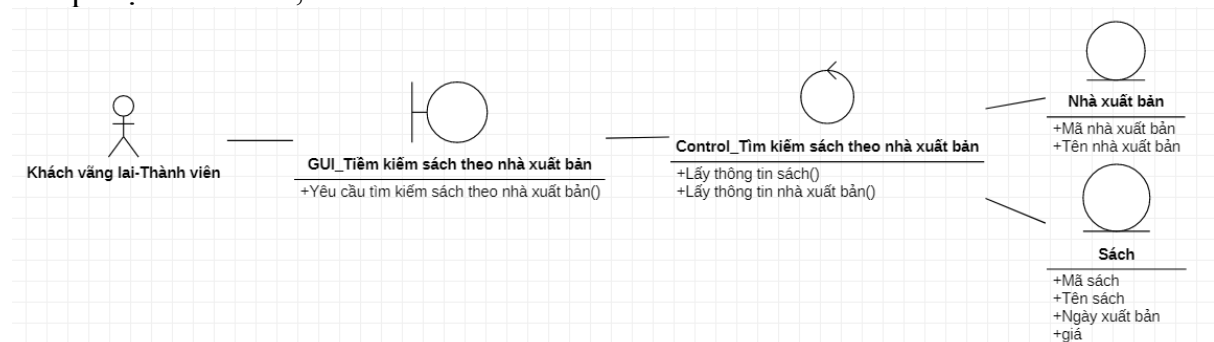 Khách vãng lai-Thành viên
GUI_Tiềm kiếm sách theo nhà xuất bản
+Yêu cầu tìm kiếm sách theo nhà xuất bản()
Control_Tìm kiếm sách theo nhà xuất bản
+Lấy thông tin sách()
+Lấy thông tin nhà xuất bản()
Nhà xuất bản
+Mã nhà xuất bản
+Tên nhà xuất bản
Sách
+Mã sách
+Tên sách
+Ngày xuất bản
+giá